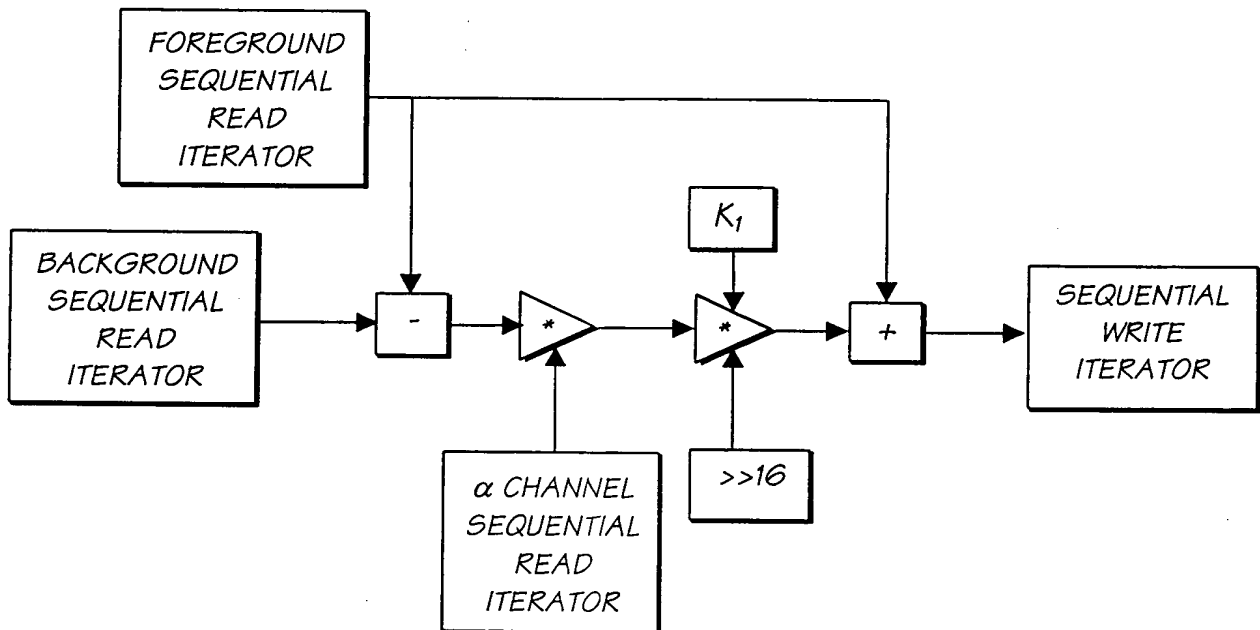 FOREGROUND
SEQUENTIAL
READ
ITERATOR
K₁
BACKGROUND
SEQUENTIAL
READ
ITERATOR
-
*
*
+
SEQUENTIAL
WRITE
ITERATOR
α CHANNEL
SEQUENTIAL
READ
ITERATOR
>>16